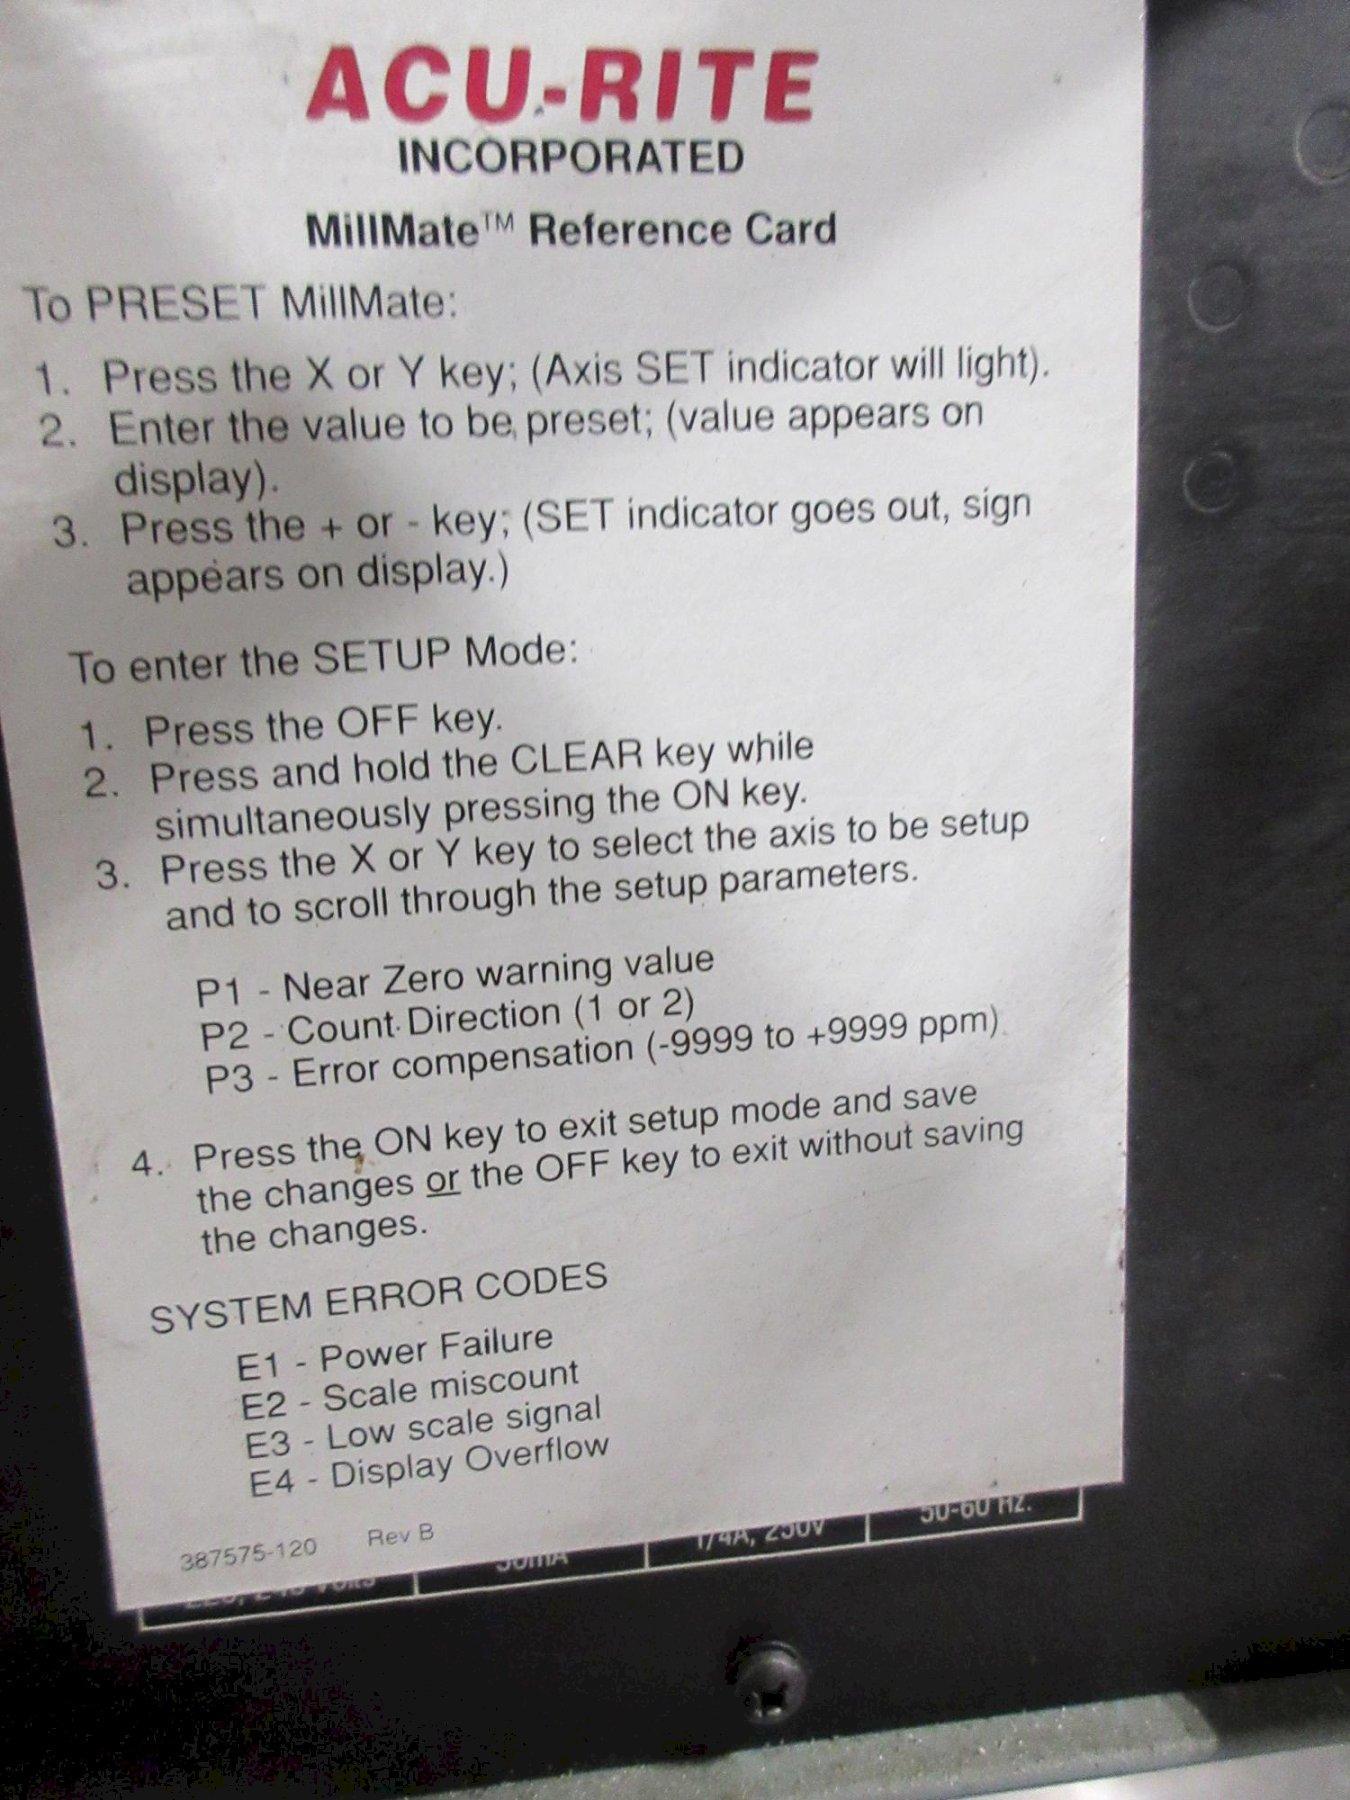 ACU-RITE
INCORPORATED
MillMate™ Reference Card
To PRESET MillMate:
1. Press the X or Y key; (Axis SET indicator will light).
2. Enter the value to be preset; (value appears on
display).
3. Press the + or - key; (SET indicator goes out, sign
appears on display.)
To enter the SETUP Mode:
1. Press the OFF key.
2. Press and hold the CLEAR key while
simultaneously pressing the ON key.
3. Press the X or Y key to select the axis to be setup
and to scroll through the setup parameters.
P1 - Near Zero warning value
P2 - Count Direction (1 or 2)
P3 - Error compensation (-9999 to +9999 ppm)
4. Press the ON key to exit setup mode and save
the changes or the OFF key to exit without saving
the changes.
SYSTEM ERROR CODES
E1 - Power Failure
E2 - Scale miscount
E3 - Low scale signal
E4 - Display Overflow
387575-120 Rev B
1/4A, 250V 50-60 Hz.